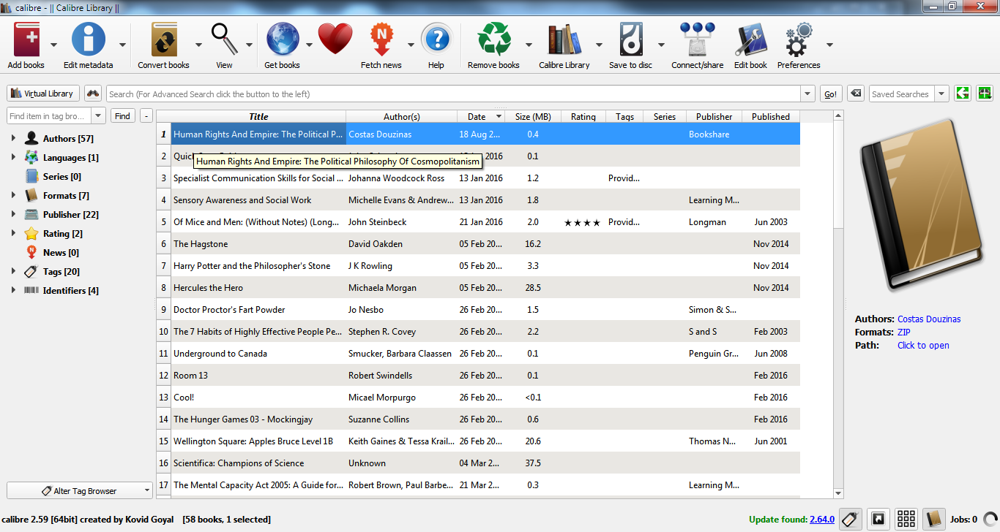 calibre - || Calibre Library ||
Add books Edit metadata Convert books View Get books Fetch news Help Remove books Calibre Library Save to disc Connect/share Edit book Preferences
Virtual Library Search (For Advanced Search click the button to the left) Go! Saved Searches
Find item in tag bro... Find -
Authors [57]
Languages [1]
Series [0]
Formats [7]
Publisher [22]
Rating [2]
News [0]
Tags [20]
Identifiers [4]
Alter Tag Browser
Title Author(s) Date Size (MB) Rating Tags Series Publisher Published
1 Human Rights And Empire: The Political P... Costas Douzinas 18 Aug 2... 0.4 Bookshare
2 Quick 2016 0.1
Human Rights And Empire: The Political Philosophy Of Cosmopolitanism
3 Specialist Communication Skills for Social ... Johanna Woodcock Ross 13 Jan 2016 1.2 Provid...
4 Sensory Awareness and Social Work Michelle Evans & Andrew... 13 Jan 2016 1.8 Learning M...
5 Of Mice and Men: (Without Notes) (Long... John Steinbeck 21 Jan 2016 2.0 ★★★★ Provid... Longman Jun 2003
6 The Hagstone David Oakden 05 Feb 20... 16.2 Nov 2014
7 Harry Potter and the Philosopher's Stone J K Rowling 05 Feb 20... 3.3 Nov 2014
8 Hercules the Hero Michaela Morgan 05 Feb 20... 28.5 Nov 2014
9 Doctor Proctor's Fart Powder Jo Nesbo 26 Feb 20... 1.5 Simon & S...
10 The 7 Habits of Highly Effective People Pe... Stephen R. Covey 26 Feb 20... 2.2 S and S Feb 2003
11 Underground to Canada Smucker, Barbara Claassen 26 Feb 20... 0.1 Penguin Gr... Jun 2008
12 Room 13 Robert Swindells 26 Feb 20... 0.1 Feb 2016
13 Cool! Micael Morpurgo 26 Feb 20... <0.1 Feb 2016
14 The Hunger Games 03 - Mockingjay Suzanne Collins 26 Feb 20... 0.6 Feb 2016
15 Wellington Square: Apples Bruce Level 1B Keith Gaines & Tessa Krail... 26 Feb 20... 20.6 Thomas N... Jun 2001
16 Scientifica: Champions of Science Unknown 04 Mar 2... 37.5
17 The Mental Capacity Act 2005: A Guide for... Robert Brown, Paul Barbe... 21 Mar 2... 0.3 Learning M...
Authors: Costas Douzinas
Formats: ZIP
Path: Click to open
calibre 2.59 [64bit] created by Kovid Goyal [58 books, 1 selected] Update found: 2.64.0 Jobs: 0